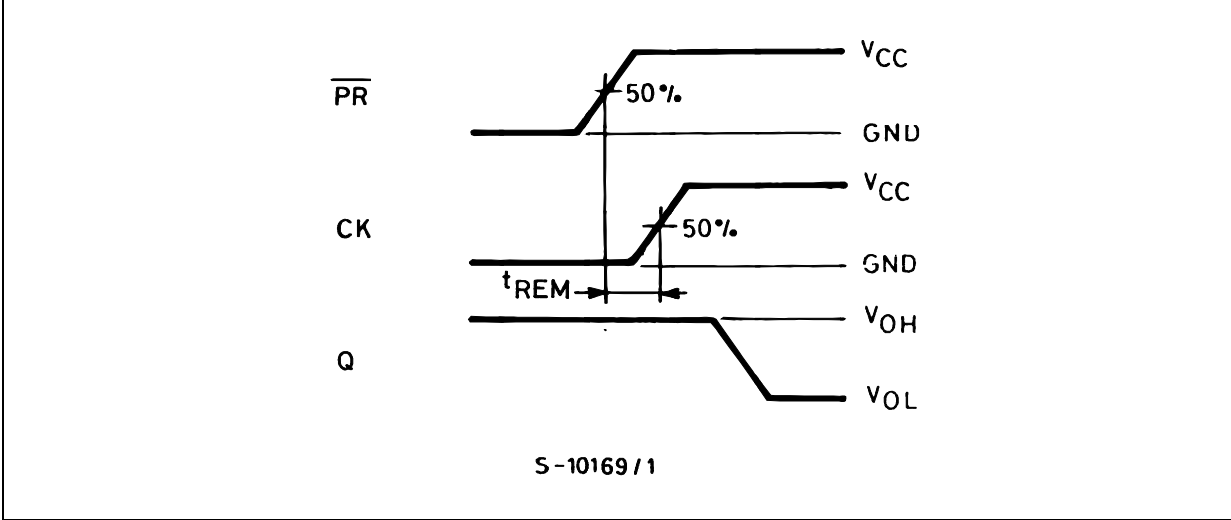 VCC
PR
50%
GND
VCC
CK
50%
GND
tREM
VOH
Q
VOL
S-10169/1